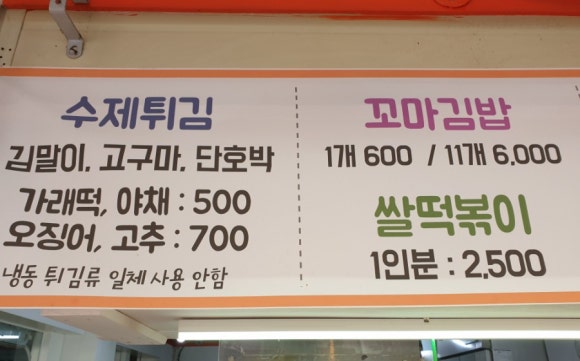 수제튀김
김말이, 고구마, 단호박
가래떡, 야채 : 500
오징어, 고추 : 700
냉동 튀김류 일체 사용 안함
꼬마김밥
1개 600 / 11개 6,000
쌀떡볶이
1인분 : 2,500